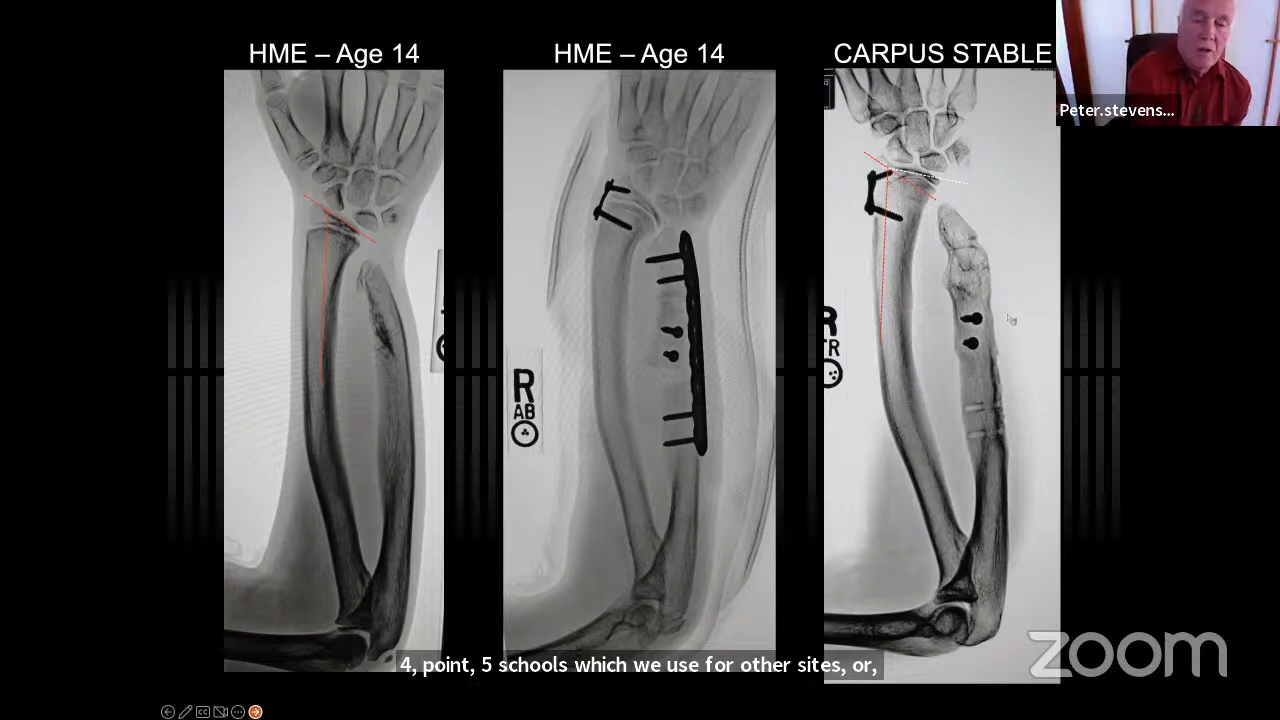 HME – Age 14
HME – Age 14
CARPUS STABLE
Peter.stevens...
R
AB
R
TR
4, point, 5 schools which we use for other sites, or,
zoom